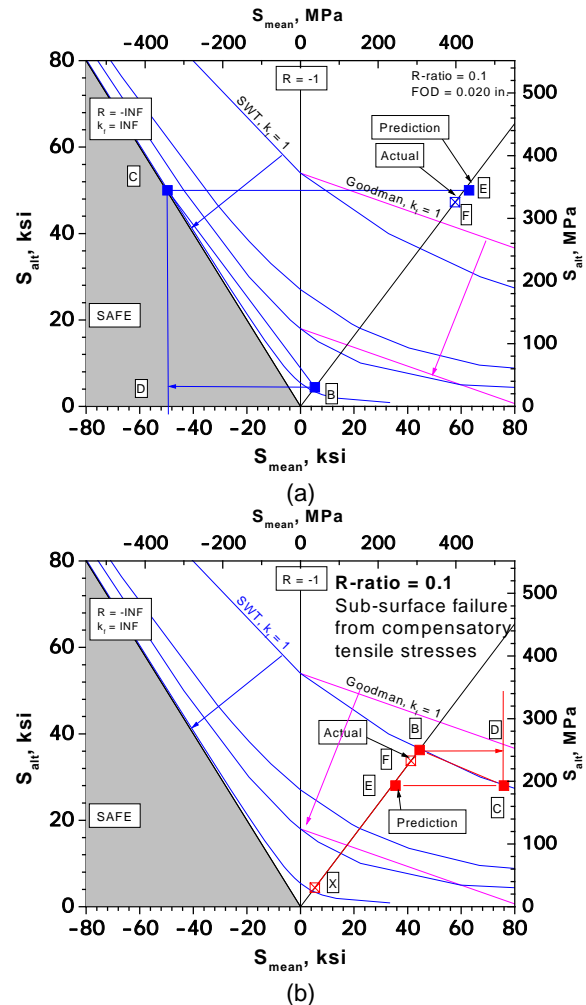 S_mean, MPa
-400 -200 0 200 400
80
60
40
20
0
500
400
300
200
100
0
S_alt, ksi
S_alt, MPa
R = -1
R-ratio = 0.1
FOD = 0.020 in.
R = -INF
k_f = INF
SWT, k_f = 1
Prediction
Actual
C
E
F
Goodman, k_f = 1
SAFE
D
B
-80 -60 -40 -20 0 20 40 60 80
S_mean, ksi
(a)
S_mean, MPa
-400 -200 0 200 400
80
60
40
20
0
500
400
300
200
100
0
S_alt, ksi
S_alt, MPa
R = -1
R-ratio = 0.1
Sub-surface failure
from compensatory
tensile stresses
R = -INF
k_f = INF
SWT, k_f = 1
Goodman, k_f = 1
B
D
Actual
F
E
C
Prediction
SAFE
X
-80 -60 -40 -20 0 20 40 60 80
S_mean, ksi
(b)